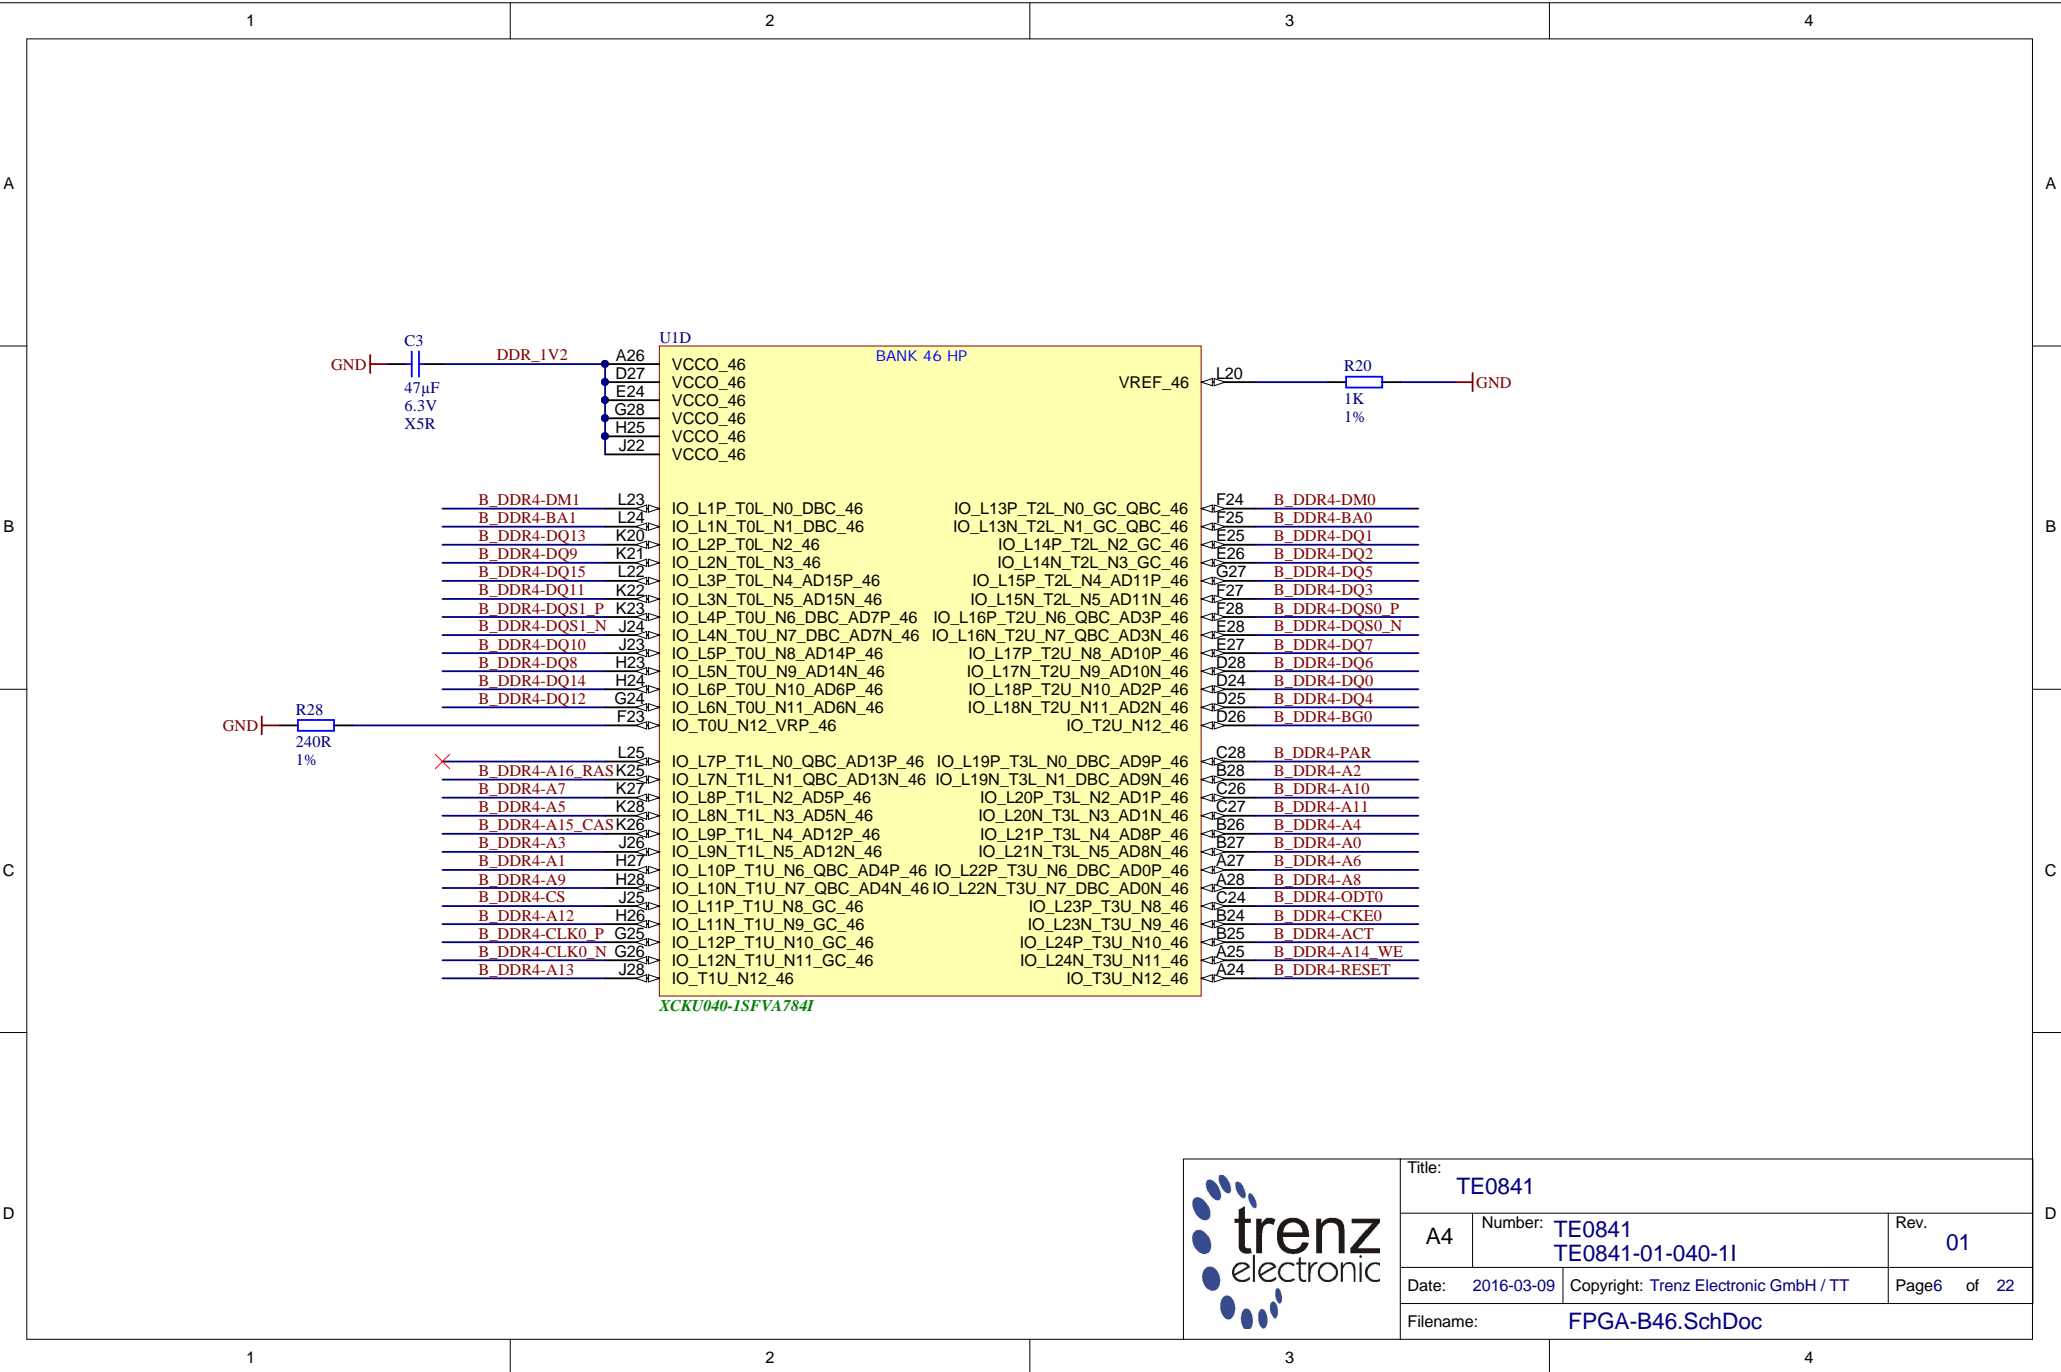 1 2 3 4
A A
B B
C C
D D
C3
GND
47µF
6.3V
X5R
DDR_1V2
U1D
BANK 46 HP
A26 VCCO_46
D27 VCCO_46
E24 VCCO_46
G28 VCCO_46
H25 VCCO_46
J22 VCCO_46
VREF_46 L20
R20
1K
1%
GND
B_DDR4-DM1 L23 IO_L1P_T0L_N0_DBC_46
B_DDR4-BA1 L24 IO_L1N_T0L_N1_DBC_46
B_DDR4-DQ13 K20 IO_L2P_T0L_N2_46
B_DDR4-DQ9 K21 IO_L2N_T0L_N3_46
B_DDR4-DQ15 L22 IO_L3P_T0L_N4_AD15P_46
B_DDR4-DQ11 K22 IO_L3N_T0L_N5_AD15N_46
B_DDR4-DQS1_P K23 IO_L4P_T0U_N6_DBC_AD7P_46
B_DDR4-DQS1_N J24 IO_L4N_T0U_N7_DBC_AD7N_46
B_DDR4-DQ10 J23 IO_L5P_T0U_N8_AD14P_46
B_DDR4-DQ8 H23 IO_L5N_T0U_N9_AD14N_46
B_DDR4-DQ14 H24 IO_L6P_T0U_N10_AD6P_46
B_DDR4-DQ12 G24 IO_L6N_T0U_N11_AD6N_46
F23 IO_T0U_N12_VRP_46
GND
R28
240R
1%
IO_L13P_T2L_N0_GC_QBC_46 F24 B_DDR4-DM0
IO_L13N_T2L_N1_GC_QBC_46 F25 B_DDR4-BA0
IO_L14P_T2L_N2_GC_46 E25 B_DDR4-DQ1
IO_L14N_T2L_N3_GC_46 E26 B_DDR4-DQ2
IO_L15P_T2L_N4_AD11P_46 G27 B_DDR4-DQ5
IO_L15N_T2L_N5_AD11N_46 F27 B_DDR4-DQ3
IO_L16P_T2U_N6_QBC_AD3P_46 F28 B_DDR4-DQS0_P
IO_L16N_T2U_N7_QBC_AD3N_46 E28 B_DDR4-DQS0_N
IO_L17P_T2U_N8_AD10P_46 E27 B_DDR4-DQ7
IO_L17N_T2U_N9_AD10N_46 D28 B_DDR4-DQ6
IO_L18P_T2U_N10_AD2P_46 D24 B_DDR4-DQ0
IO_L18N_T2U_N11_AD2N_46 D25 B_DDR4-DQ4
IO_T2U_N12_46 D26 B_DDR4-BG0
L25 IO_L7P_T1L_N0_QBC_AD13P_46
B_DDR4-A16_RAS K25 IO_L7N_T1L_N1_QBC_AD13N_46
B_DDR4-A7 K27 IO_L8P_T1L_N2_AD5P_46
B_DDR4-A5 K28 IO_L8N_T1L_N3_AD5N_46
B_DDR4-A15_CAS K26 IO_L9P_T1L_N4_AD12P_46
B_DDR4-A3 J26 IO_L9N_T1L_N5_AD12N_46
B_DDR4-A1 H27 IO_L10P_T1U_N6_QBC_AD4P_46
B_DDR4-A9 H28 IO_L10N_T1U_N7_QBC_AD4N_46
B_DDR4-CS J25 IO_L11P_T1U_N8_GC_46
B_DDR4-A12 H26 IO_L11N_T1U_N9_GC_46
B_DDR4-CLK0_P G25 IO_L12P_T1U_N10_GC_46
B_DDR4-CLK0_N G26 IO_L12N_T1U_N11_GC_46
B_DDR4-A13 J28 IO_T1U_N12_46
IO_L19P_T3L_N0_DBC_AD9P_46 C28 B_DDR4-PAR
IO_L19N_T3L_N1_DBC_AD9N_46 B28 B_DDR4-A2
IO_L20P_T3L_N2_AD1P_46 C26 B_DDR4-A10
IO_L20N_T3L_N3_AD1N_46 C27 B_DDR4-A11
IO_L21P_T3L_N4_AD8P_46 B26 B_DDR4-A4
IO_L21N_T3L_N5_AD8N_46 B27 B_DDR4-A0
IO_L22P_T3U_N6_DBC_AD0P_46 A27 B_DDR4-A6
IO_L22N_T3U_N7_DBC_AD0N_46 A28 B_DDR4-A8
IO_L23P_T3U_N8_46 C24 B_DDR4-ODT0
IO_L23N_T3U_N9_46 B24 B_DDR4-CKE0
IO_L24P_T3U_N10_46 B25 B_DDR4-ACT
IO_L24N_T3U_N11_46 A25 B_DDR4-A14_WE
IO_T3U_N12_46 A24 B_DDR4-RESET
XCKU040-1SFVA784I
trenz
electronic
Title:
TE0841
A4
Number: TE0841
TE0841-01-040-1I
Rev.
01
Date: 2016-03-09 Copyright: Trenz Electronic GmbH / TT Page6 of 22
Filename: FPGA-B46.SchDoc
1 2 3 4